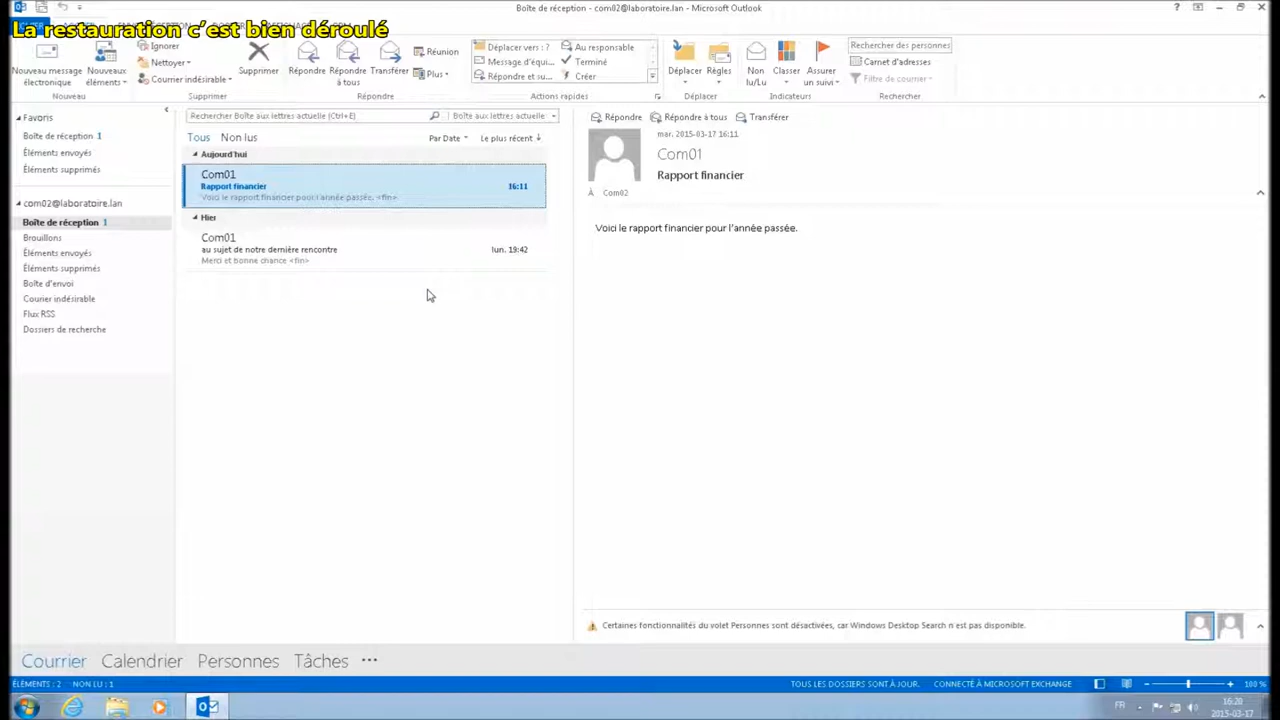 Boîte de réception - com02@laboratoire.lan - Microsoft Outlook
La restauration c'est bien déroulé
Nouveau message électronique
Nouveaux éléments
Nouveau
Ignorer
Nettoyer
Courrier indésirable
Supprimer
Supprimer
Répondre
Répondre à tous
Transférer
Réunion
Plus
Répondre
Déplacer vers : ?
Message d'équi...
Répondre et su...
Au responsable
Terminé
Créer
Actions rapides
Déplacer
Règles
Déplacer
Non lu/Lu
Classer
Assurer un suivi
Indicateurs
Rechercher des personnes
Carnet d'adresses
Filtre de courrier
Rechercher
Favoris
Boîte de réception 1
Éléments envoyés
Éléments supprimés
com02@laboratoire.lan
Boîte de réception 1
Brouillons
Éléments envoyés
Éléments supprimés
Boîte d'envoi
Courier indésirable
Flux RSS
Dossiers de recherche
Rechercher Boîte aux lettres actuelle (Ctrl+E)
Boîte aux lettres actuelle
Tous Non lus
Par Date
Le plus récent
Aujourd'hui
Com01
Rapport financier 16:11
Voici le rapport financier pour l'année passée. <fin>
Hier
Com01
au sujet de notre dernière rencontre lun. 19:42
Merci et bonne chance <fin>
Répondre Répondre à tous Transférer
mar. 2015-03-17 16:11
Com01
Rapport financier
À Com02
Voici le rapport financier pour l'année passée.
Certaines fonctionnalités du volet Personnes sont désactivées, car Windows Desktop Search n'est pas disponible.
Courrier Calendrier Personnes Tâches ...
ÉLÉMENTS : 2 NON LU : 1
TOUS LES DOSSIERS SONT À JOUR. CONNECTÉ À MICROSOFT EXCHANGE
100 %
FR
16:20
2015-03-17